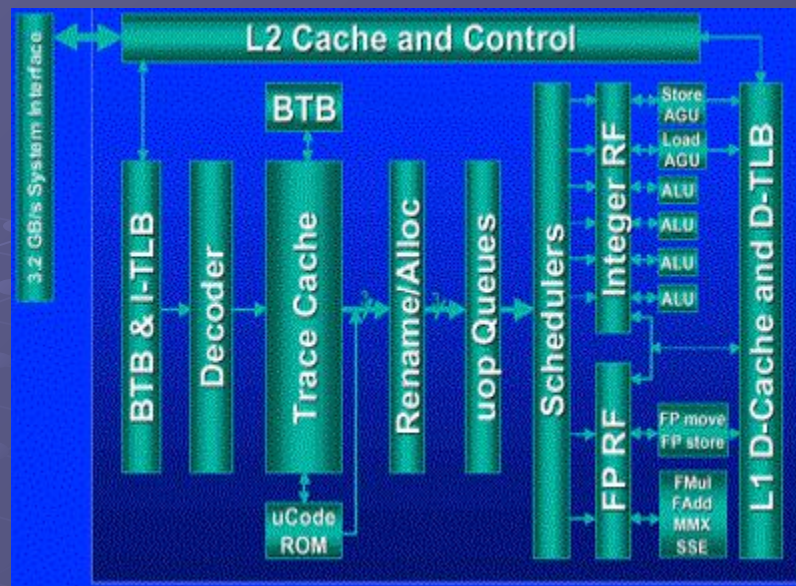 L2 Cache and Control
3.2 GB/s System Interface
BTB
BTB & I-TLB
Decoder
Trace Cache
uCode
ROM
3
Rename/Alloc
3
uop Queues
Schedulers
Integer RF
FP RF
Store
AGU
Load
AGU
ALU
ALU
ALU
ALU
FP move
FP store
FMul
FAdd
MMX
SSE
L1 D-Cache and D-TLB